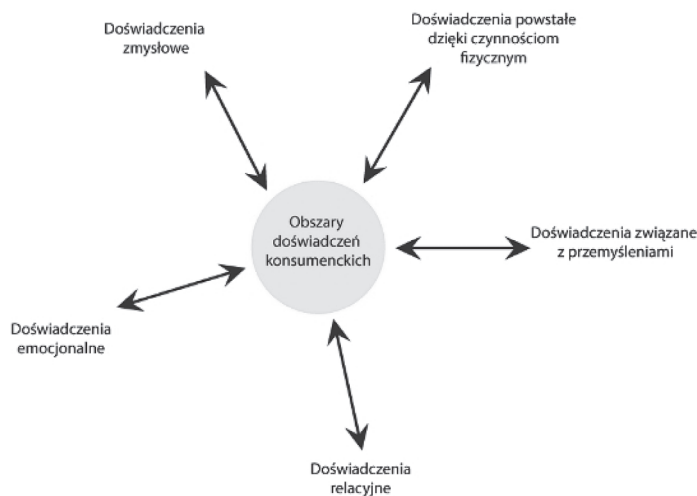 Doświadczenia
zmysłowe
Doświadczenia powstałe
dzięki czynnościom
fizycznym
Obszary
doświadczeń
konsumenckich
Doświadczenia związane
z przemyśleniami
Doświadczenia
emocjonalne
Doświadczenia
relacyjne